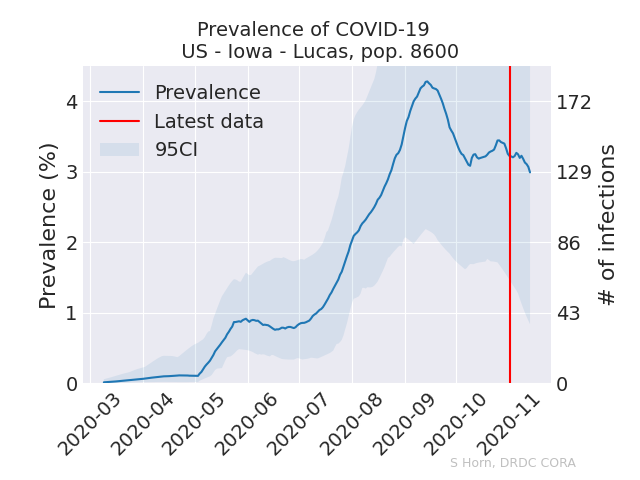 Prevalence of COVID-19
US - Iowa - Lucas, pop. 8600
Prevalence (%)
4
3
2
1
0
Prevalence
Latest data
95CI
172
129
86
43
0
# of infections
2020-03
2020-04
2020-05
2020-06
2020-07
2020-08
2020-09
2020-10
2020-11
S Horn, DRDC CORA